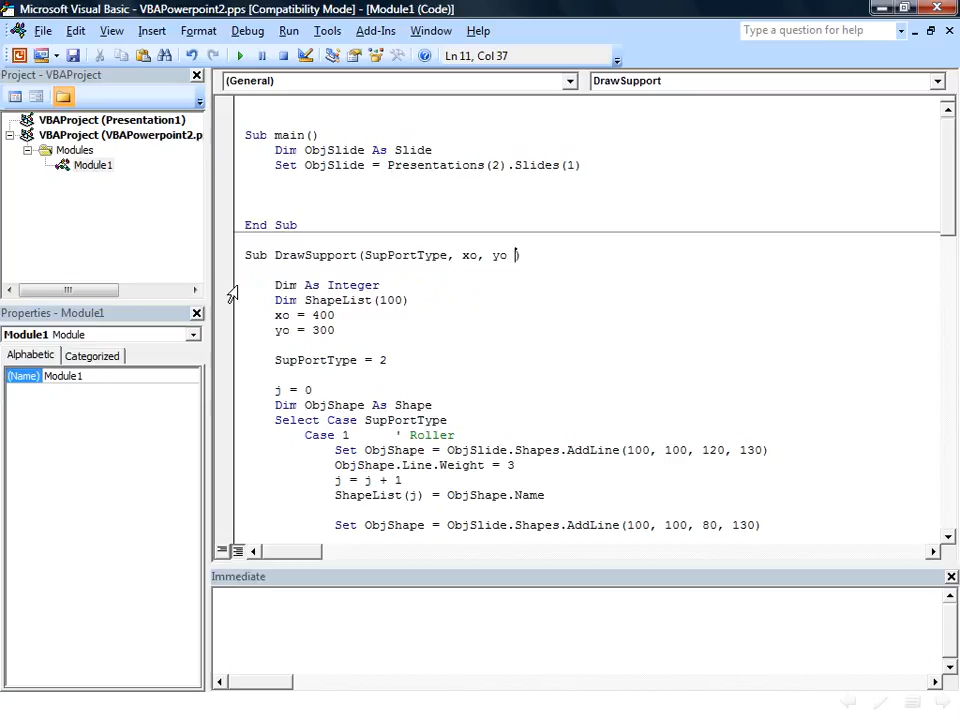 Microsoft Visual Basic - VBAPowerpoint2.pps [Compatibility Mode] - [Module1 (Code)]
File Edit View Insert Format Debug Run Tools Add-Ins Window Help
Type a question for help
Ln 11, Col 37
Project - VBAProject
(General)
DrawSupport
VBAProject (Presentation1)
VBAProject (VBAPowerpoint2.p
Modules
Module1
Properties - Module1
Module1 Module
Alphabetic Categorized
(Name) Module1
Sub main()
Dim ObjSlide As Slide
Set ObjSlide = Presentations(2).Slides(1)
End Sub
Sub DrawSupport(SupPortType, xo, yo )
Dim As Integer
Dim ShapeList(100)
xo = 400
yo = 300
SupPortType = 2
j = 0
Dim ObjShape As Shape
Select Case SupPortType
Case 1 ' Roller
Set ObjShape = ObjSlide.Shapes.AddLine(100, 100, 120, 130)
ObjShape.Line.Weight = 3
j = j + 1
ShapeList(j) = ObjShape.Name
Set ObjShape = ObjSlide.Shapes.AddLine(100, 100, 80, 130)
Immediate